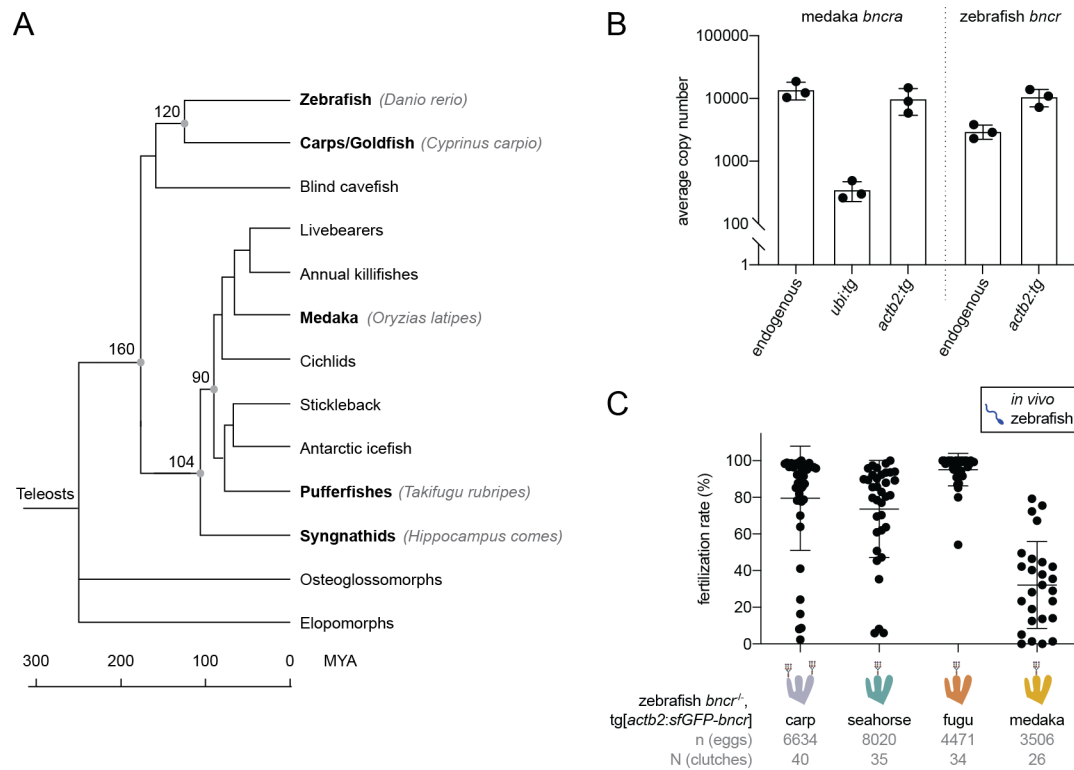 A
Zebrafish (Danio rerio)
120
Carps/Goldfish (Cyprinus carpio)
Blind cavefish
Livebearers
Annual killifishes
Medaka (Oryzias latipes)
160
Cichlids
90
Stickleback
Antarctic icefish
104
Pufferfishes (Takifugu rubripes)
Teleosts
Syngnathids (Hippocampus comes)
Osteoglossomorphs
Elopomorphs
300 200 100 0 MYA
B
medaka bncra zebrafish bncr
average copy number
100000
10000
1000
100
1
endogenous
ubi:tg
actb2:tg
endogenous
actb2:tg
C
in vivo
zebrafish
fertilization rate (%)
100
80
60
40
20
0
zebrafish bncr-/-,
tg[actb2:sfGFP-bncr] carp seahorse fugu medaka
n (eggs) 6634 8020 4471 3506
N (clutches) 40 35 34 26